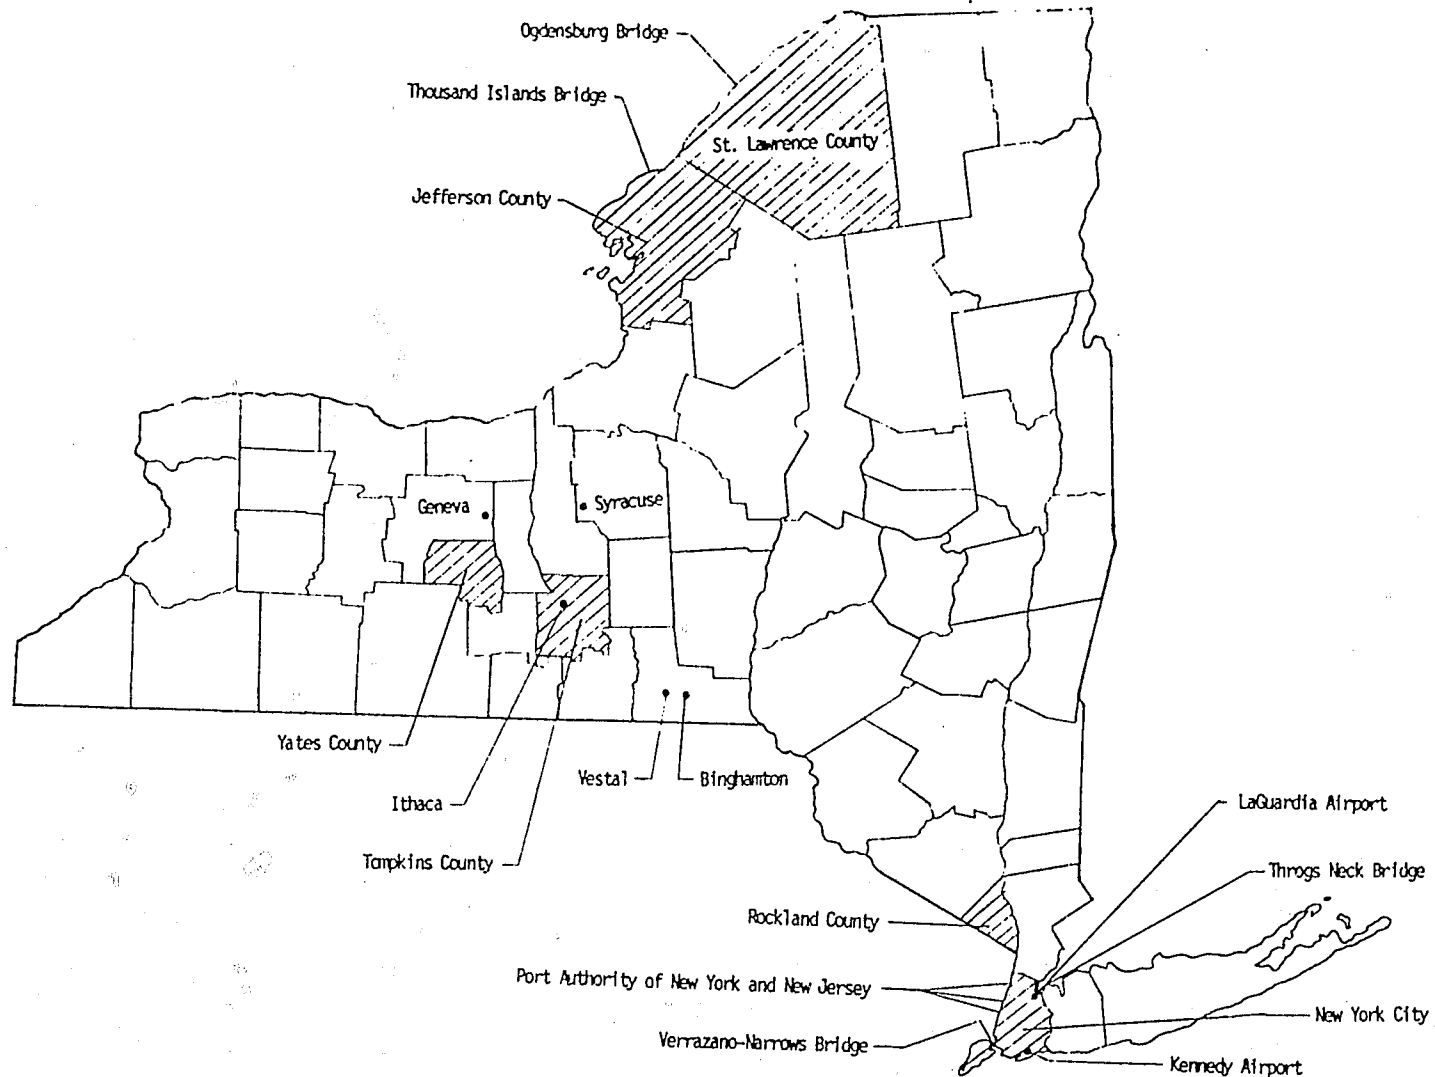 Ogdensburg Bridge
Thousand Islands Bridge
St. Lawrence County
Jefferson County
Geneva
Syracuse
Yates County
Vestal
Binghamton
Ithaca
LaGuardia Airport
Tompkins County
Throgs Neck Bridge
Rockland County
Port Authority of New York and New Jersey
New York City
Verrazano-Narrows Bridge
Kennedy Airport